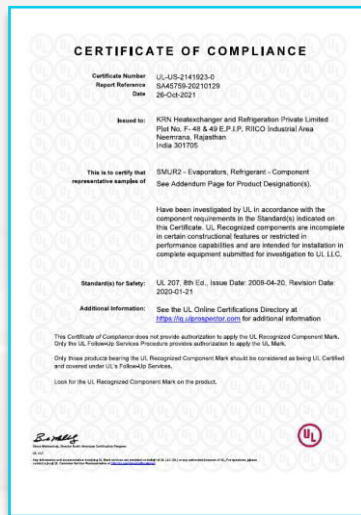 CERTIFICATE OF COMPLIANCE
Certificate Number UL-US-2141923-0
Report Reference SA45759-20210129
Date 26-Oct-2021
Issued to: KRN Heatexchanger and Refrigeration Private Limited
Plot No. F- 48 & 49 E.P.I.P, RIICO Industrial Area
Neemrana, Rajasthan
India 301705
This is to certify that SMUR2 - Evaporators, Refrigerant - Component
representative samples of See Addendum Page for Product Designation(s).
Have been investigated by UL in accordance with the
component requirements in the Standard(s) indicated on
this Certificate. UL Recognized components are incomplete
in certain constructional features or restricted in
performance capabilities and are intended for installation in
complete equipment submitted for investigation to UL LLC.
Standard(s) for Safety: UL 207, 8th Ed., Issue Date: 2009-04-20, Revision Date:
2020-01-21
Additional Information: See the UL Online Certifications Directory at
https://iq.ulprospector.com for additional information
This Certificate of Compliance does not provide authorization to apply the UL Recognized Component Mark.
Only the UL Follow-Up Services Procedure provides authorization to apply the UL Mark.
Only those products bearing the UL Recognized Component Mark should be considered as being UL Certified
and covered under UL's Follow-Up Services.
Look for the UL Recognized Component Mark on the product.
UL